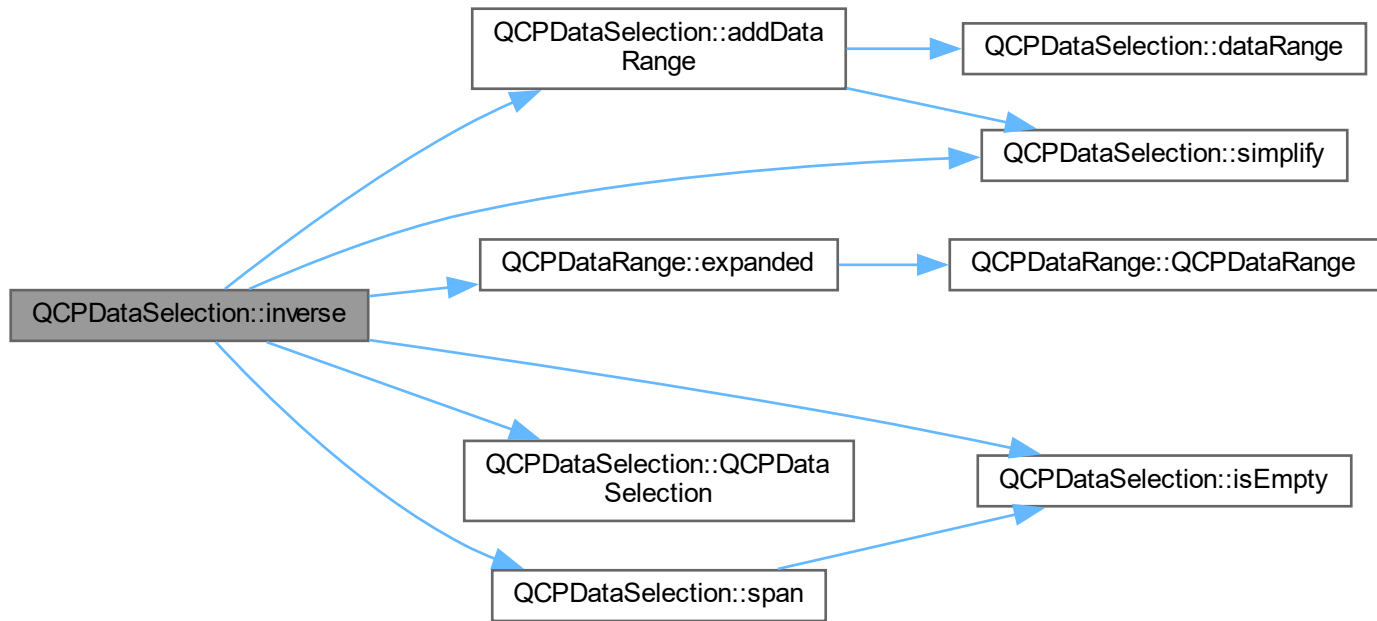 QCPDataSelection::addData
Range
QCPDataSelection::dataRange
QCPDataSelection::simplify
QCPDataRange::expanded
QCPDataRange::QCPDataRange
QCPDataSelection::inverse
QCPDataSelection::QCPData
Selection
QCPDataSelection::isEmpty
QCPDataSelection::span